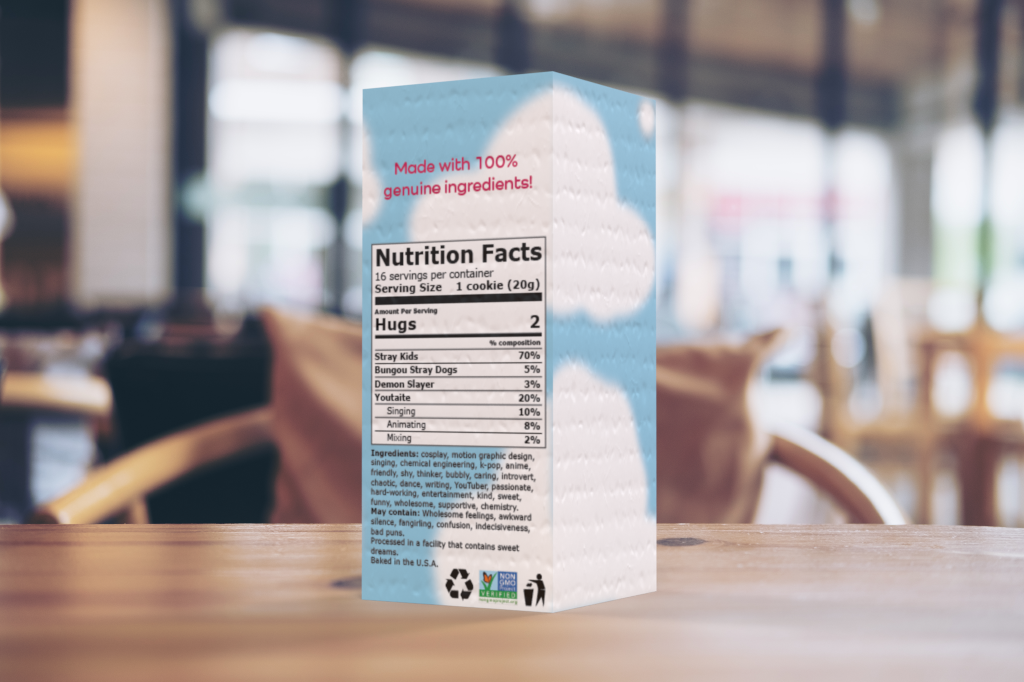 Made with 100%
genuine ingredients!
Nutrition Facts
16 servings per container
Serving Size 1 cookie (20g)
Amount Per Serving
Hugs 2
% composition
Stray Kids 70%
Bungou Stray Dogs 5%
Demon Slayer 3%
Youtaite 20%
Singing 10%
Animating 8%
Mixing 2%
Ingredients: cosplay, motion graphic design,
singing, chemical engineering, k-pop, anime,
friendly, shy, thinker, bubbly, caring, introvert,
chaotic, dance, writing, YouTuber, passionate,
hard-working, entertainment, kind, sweet,
funny, wholesome, supportive, chemistry.
May contain: Wholesome feelings, awkward
silence, fangirling, confusion, indecisiveness,
bad puns.
Processed in a facility that contains sweet
dreams.
Baked in the U.S.A.
NON
GMO
VERIFIED